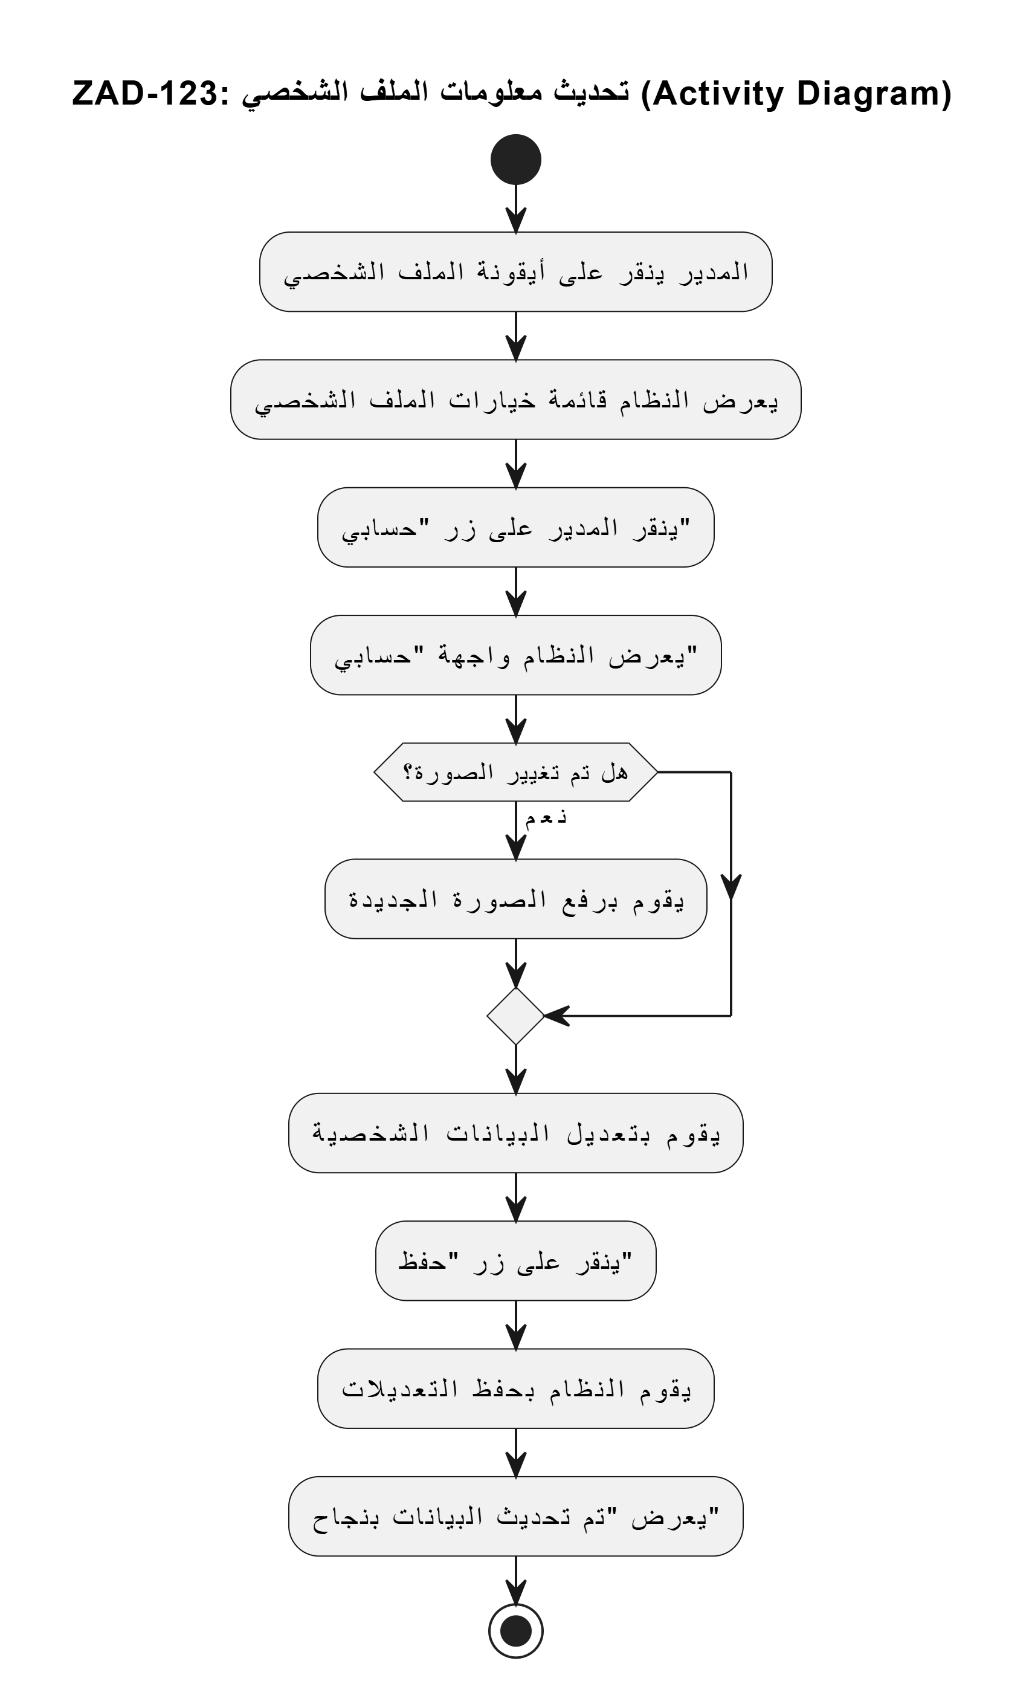 ZAD-123: تحديث معلومات الملف الشخصي (Activity Diagram)
المدير ينقر على أيقونة الملف الشخصي
يعرض النظام قائمة خيارات الملف الشخصي
ينقر المدير على زر "حسابي"
يعرض النظام واجهة "حسابي"
هل تم تغيير الصورة؟
نعم
يقوم برفع الصورة الجديدة
يقوم بتعديل البيانات الشخصية
ينقر على زر "حفظ"
يقوم النظام بحفظ التعديلات
يعرض "تم تحديث البيانات بنجاح"